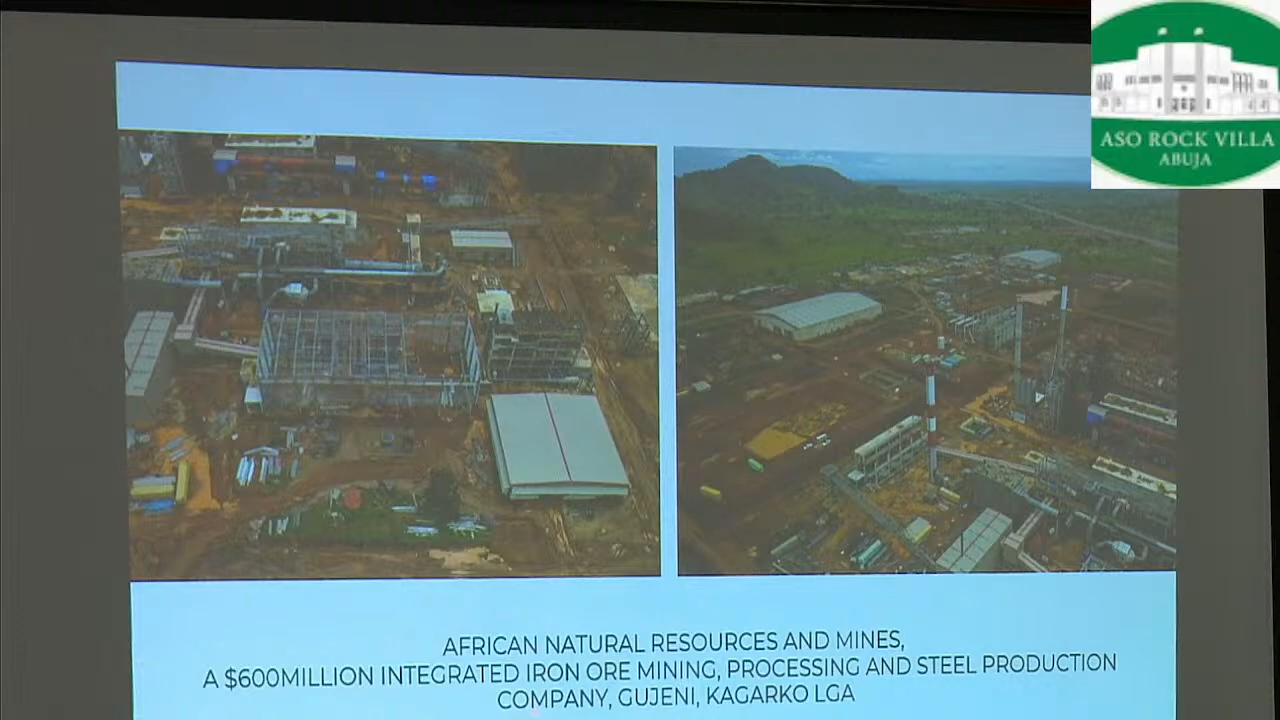 ASO ROCK VILLA
ABUJA
AFRICAN NATURAL RESOURCES AND MINES,
A $600MILLION INTEGRATED IRON ORE MINING, PROCESSING AND STEEL PRODUCTION
COMPANY, GUJENI, KAGARKO LGA